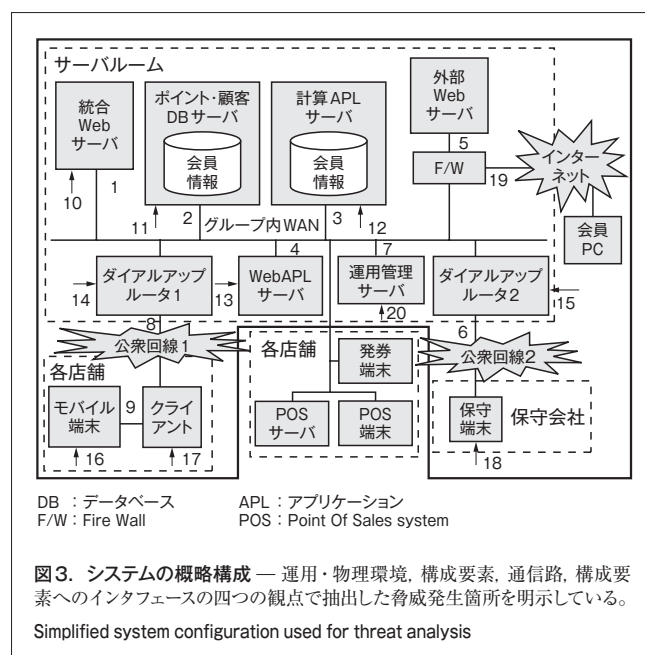 サーバルーム
統合
Web
サーバ
ポイント・顧客
DBサーバ
会員
情報
計算APL
サーバ
会員
情報
外部
Web
サーバ
5
F/W
19
インター
ネット
会員
PC
1
10
11
2
グループ内WAN
3
12
4
7
ダイアルアップ
ルータ1
14
13
WebAPL
サーバ
運用管理
サーバ
20
ダイアルアップ
ルータ2
15
8
公衆回線1
6
公衆回線2
各店舗
モバイル
端末
9
クライ
アント
16
17
各店舗
発券
端末
POS
サーバ
POS
端末
保守
端末
保守会社
18
DB :データベース
APL :アプリケーション
F/W:Fire Wall
POS :Point Of Sales system
図3. システムの概略構成 — 運用・物理環境,構成要素,通信路,構成要
素へのインタフェースの四つの観点で抽出した脅威発生箇所を明示している。
Simplified system configuration used for threat analysis